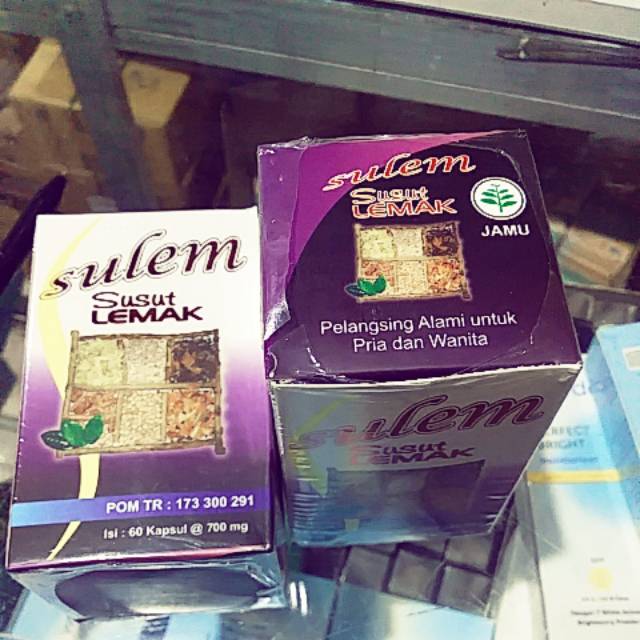 sulem
Susut
LEMAK
POM TR : 173 300 291
Isi : 60 Kapsul @ 700 mg
sulem
Susut
LEMAK
JAMU
Pelangsing Alami untuk
Pria dan Wanita
sulem
Susut
LEMAK
BRIGHT